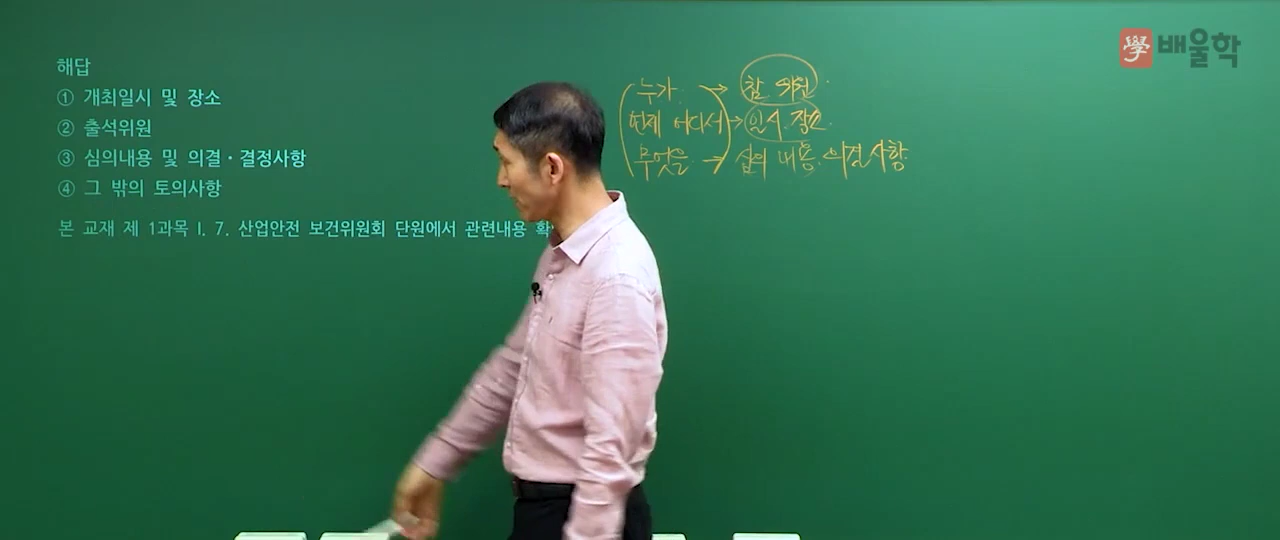 學 배울학
해답
① 개최일시 및 장소
② 출석위원
③ 심의내용 및 의결·결정사항
④ 그 밖의 토의사항
본 교재 제 1과목 I. 7. 산업안전 보건위원회 단원에서 관련내용
누가 → 참 위원
언제 어디서 → 일시 장소
무엇을 → 심의 내용. 의결사항